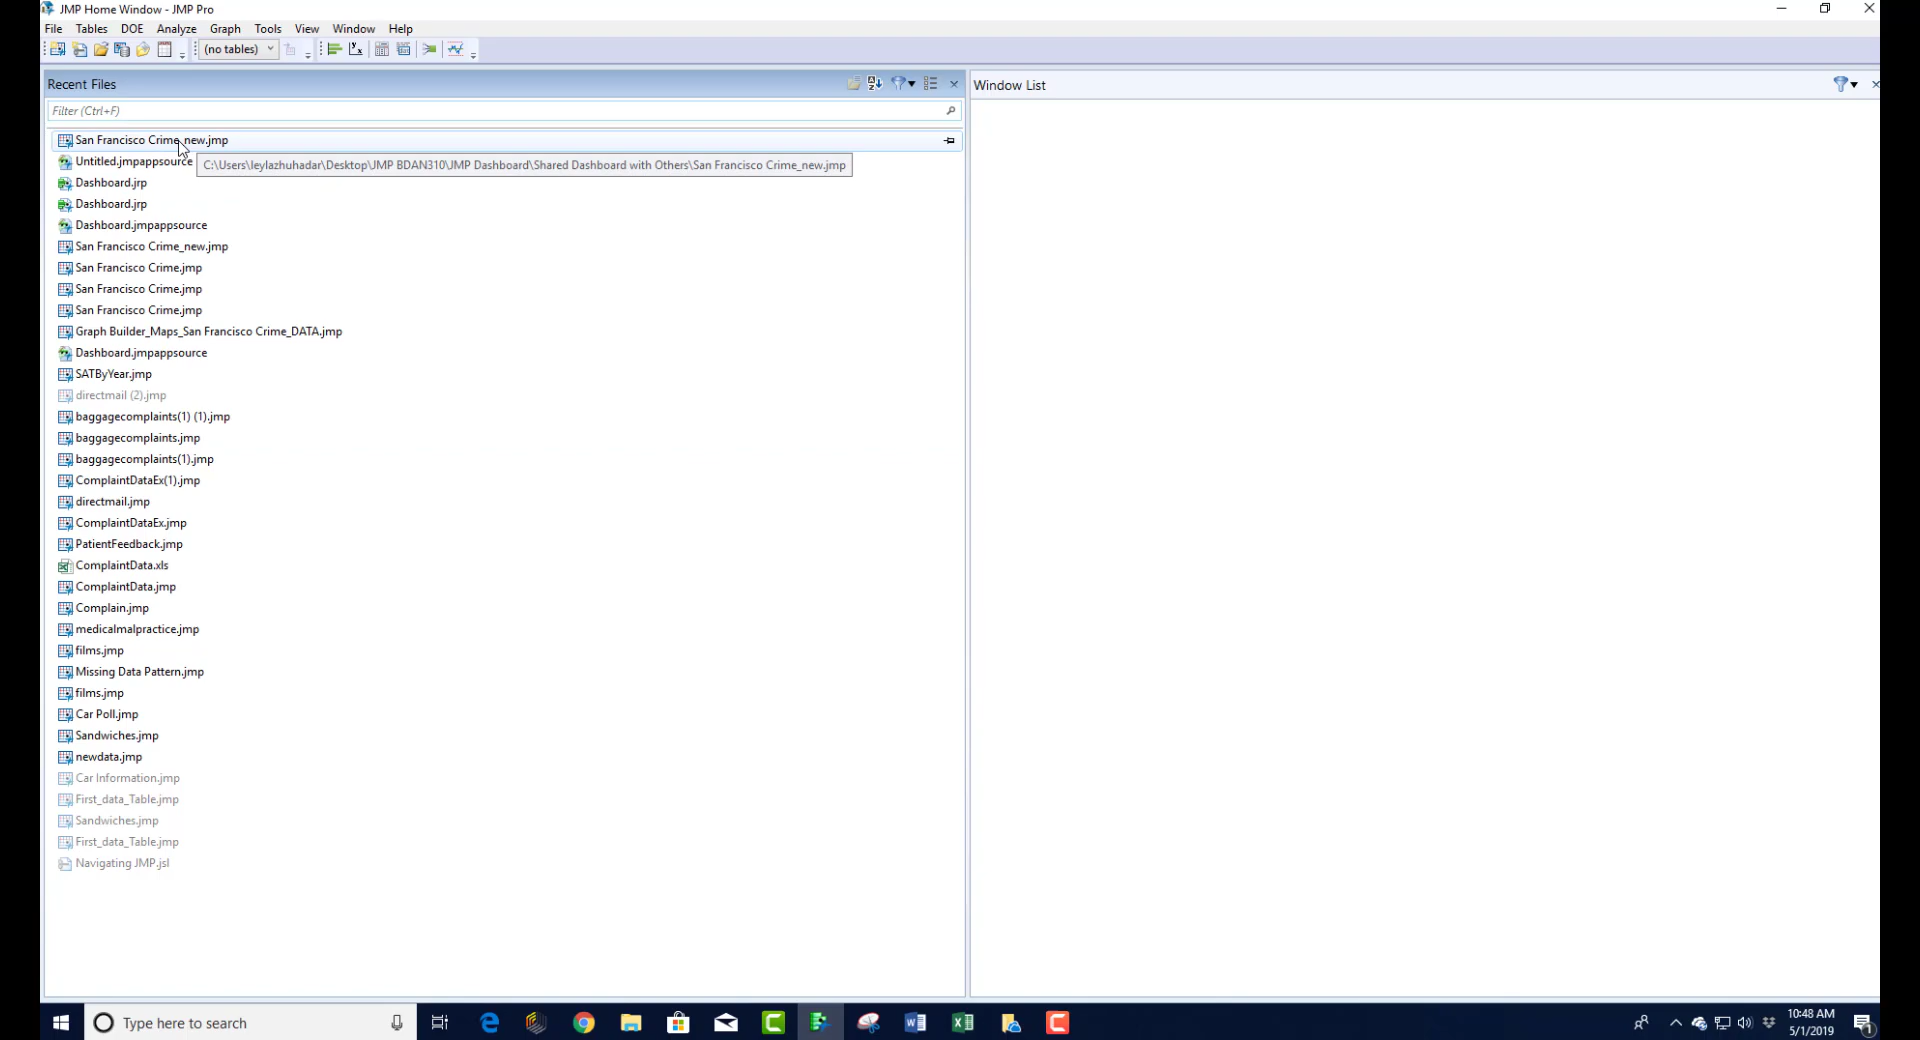 JMP Home Window - JMP Pro
File Tables DOE Analyze Graph Tools View Window Help
(no tables)
Recent Files
Window List
Filter (Ctrl+F)
San Francisco Crime_new.jmp
Untitled.jmpappsource
C:\Users\leylazhuhadar\Desktop\JMP BDAN310\JMP Dashboard\Shared Dashboard with Others\San Francisco Crime_new.jmp
Dashboard.jrp
Dashboard.jrp
Dashboard.jmpappsource
San Francisco Crime_new.jmp
San Francisco Crime.jmp
San Francisco Crime.jmp
San Francisco Crime.jmp
Graph Builder_Maps_San Francisco Crime_DATA.jmp
Dashboard.jmpappsource
SATByYear.jmp
directmail (2).jmp
baggagecomplaints(1) (1).jmp
baggagecomplaints.jmp
baggagecomplaints(1).jmp
ComplaintDataEx(1).jmp
directmail.jmp
ComplaintDataEx.jmp
PatientFeedback.jmp
ComplaintData.xls
ComplaintData.jmp
Complain.jmp
medicalmalpractice.jmp
films.jmp
Missing Data Pattern.jmp
films.jmp
Car Poll.jmp
Sandwiches.jmp
newdata.jmp
Car Information.jmp
First_data_Table.jmp
Sandwiches.jmp
First_data_Table.jmp
Navigating JMP.jsl
Type here to search
10:48 AM
5/1/2019
1